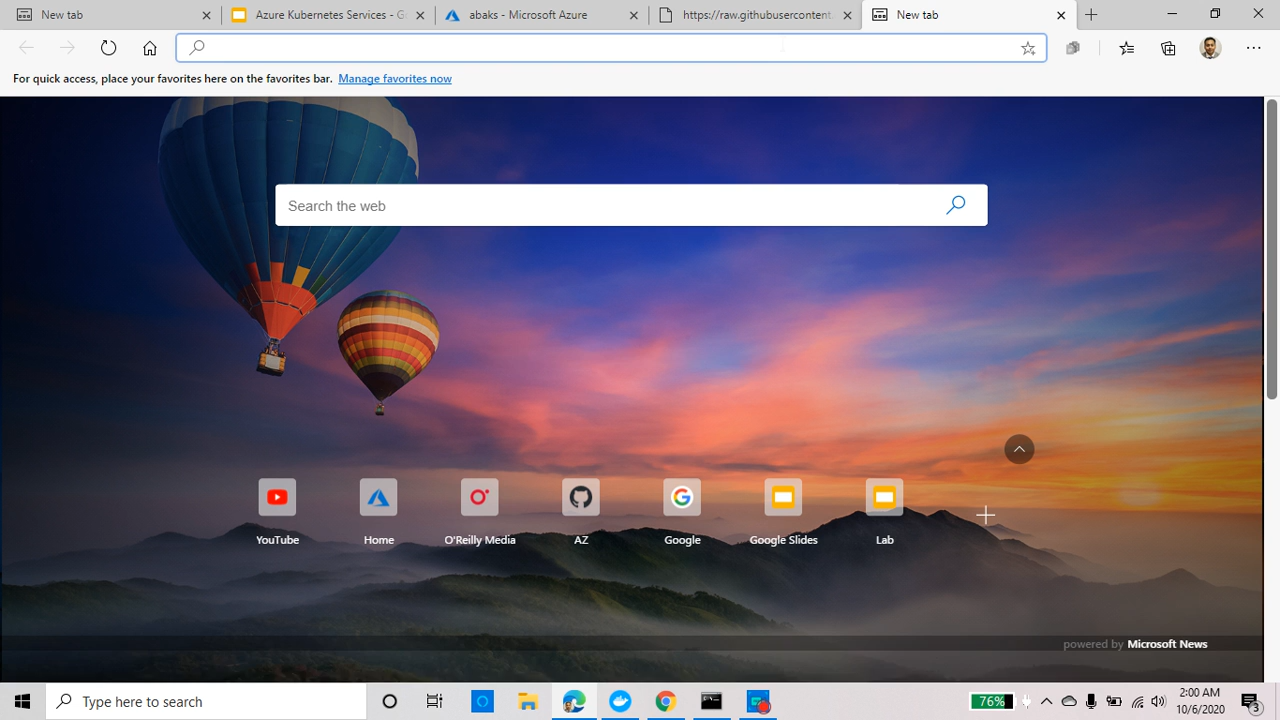 New tab
Azure Kubernetes Services - Go
abaks - Microsoft Azure
https://raw.githubusercontent.
New tab
For quick access, place your favorites here on the favorites bar. Manage favorites now
Search the web
YouTube
Home
O'Reilly Media
AZ
Google
Google Slides
Lab
powered by Microsoft News
Type here to search
76%
2:00 AM
10/6/2020
3